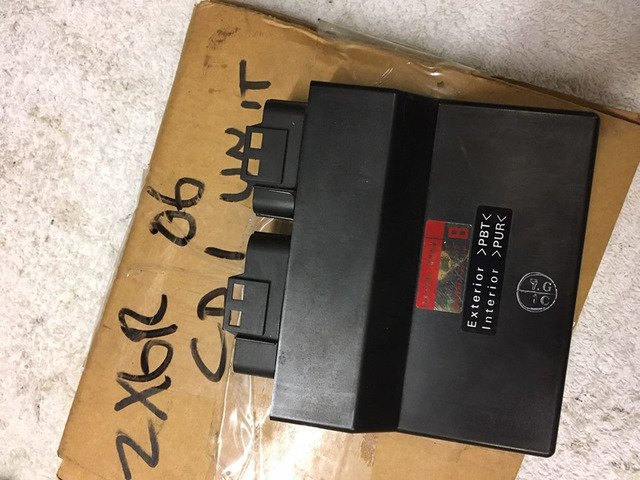 ZX6R 06
CDI UNIT
B
Exterior >PBT<
Interior >PUR<